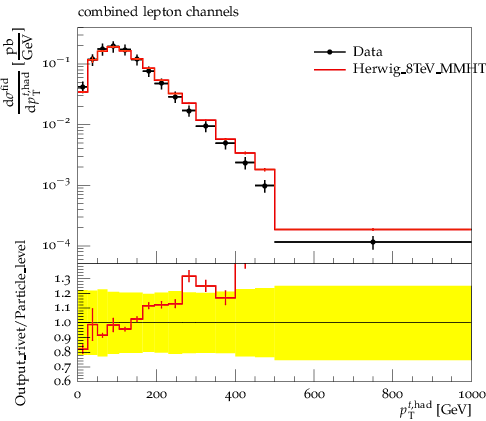 combined lepton channels
dσ^fid / dp_T^{t,had} [pb/GeV]
10⁻¹
10⁻²
10⁻³
10⁻⁴
Data
Herwig_8TeV_MMHT
Output_rivet/Particle_level
1.3
1.2
1.1
1.0
0.9
0.8
0.7
0.6
0 200 400 600 800 1000
p_T^{t,had} [GeV]